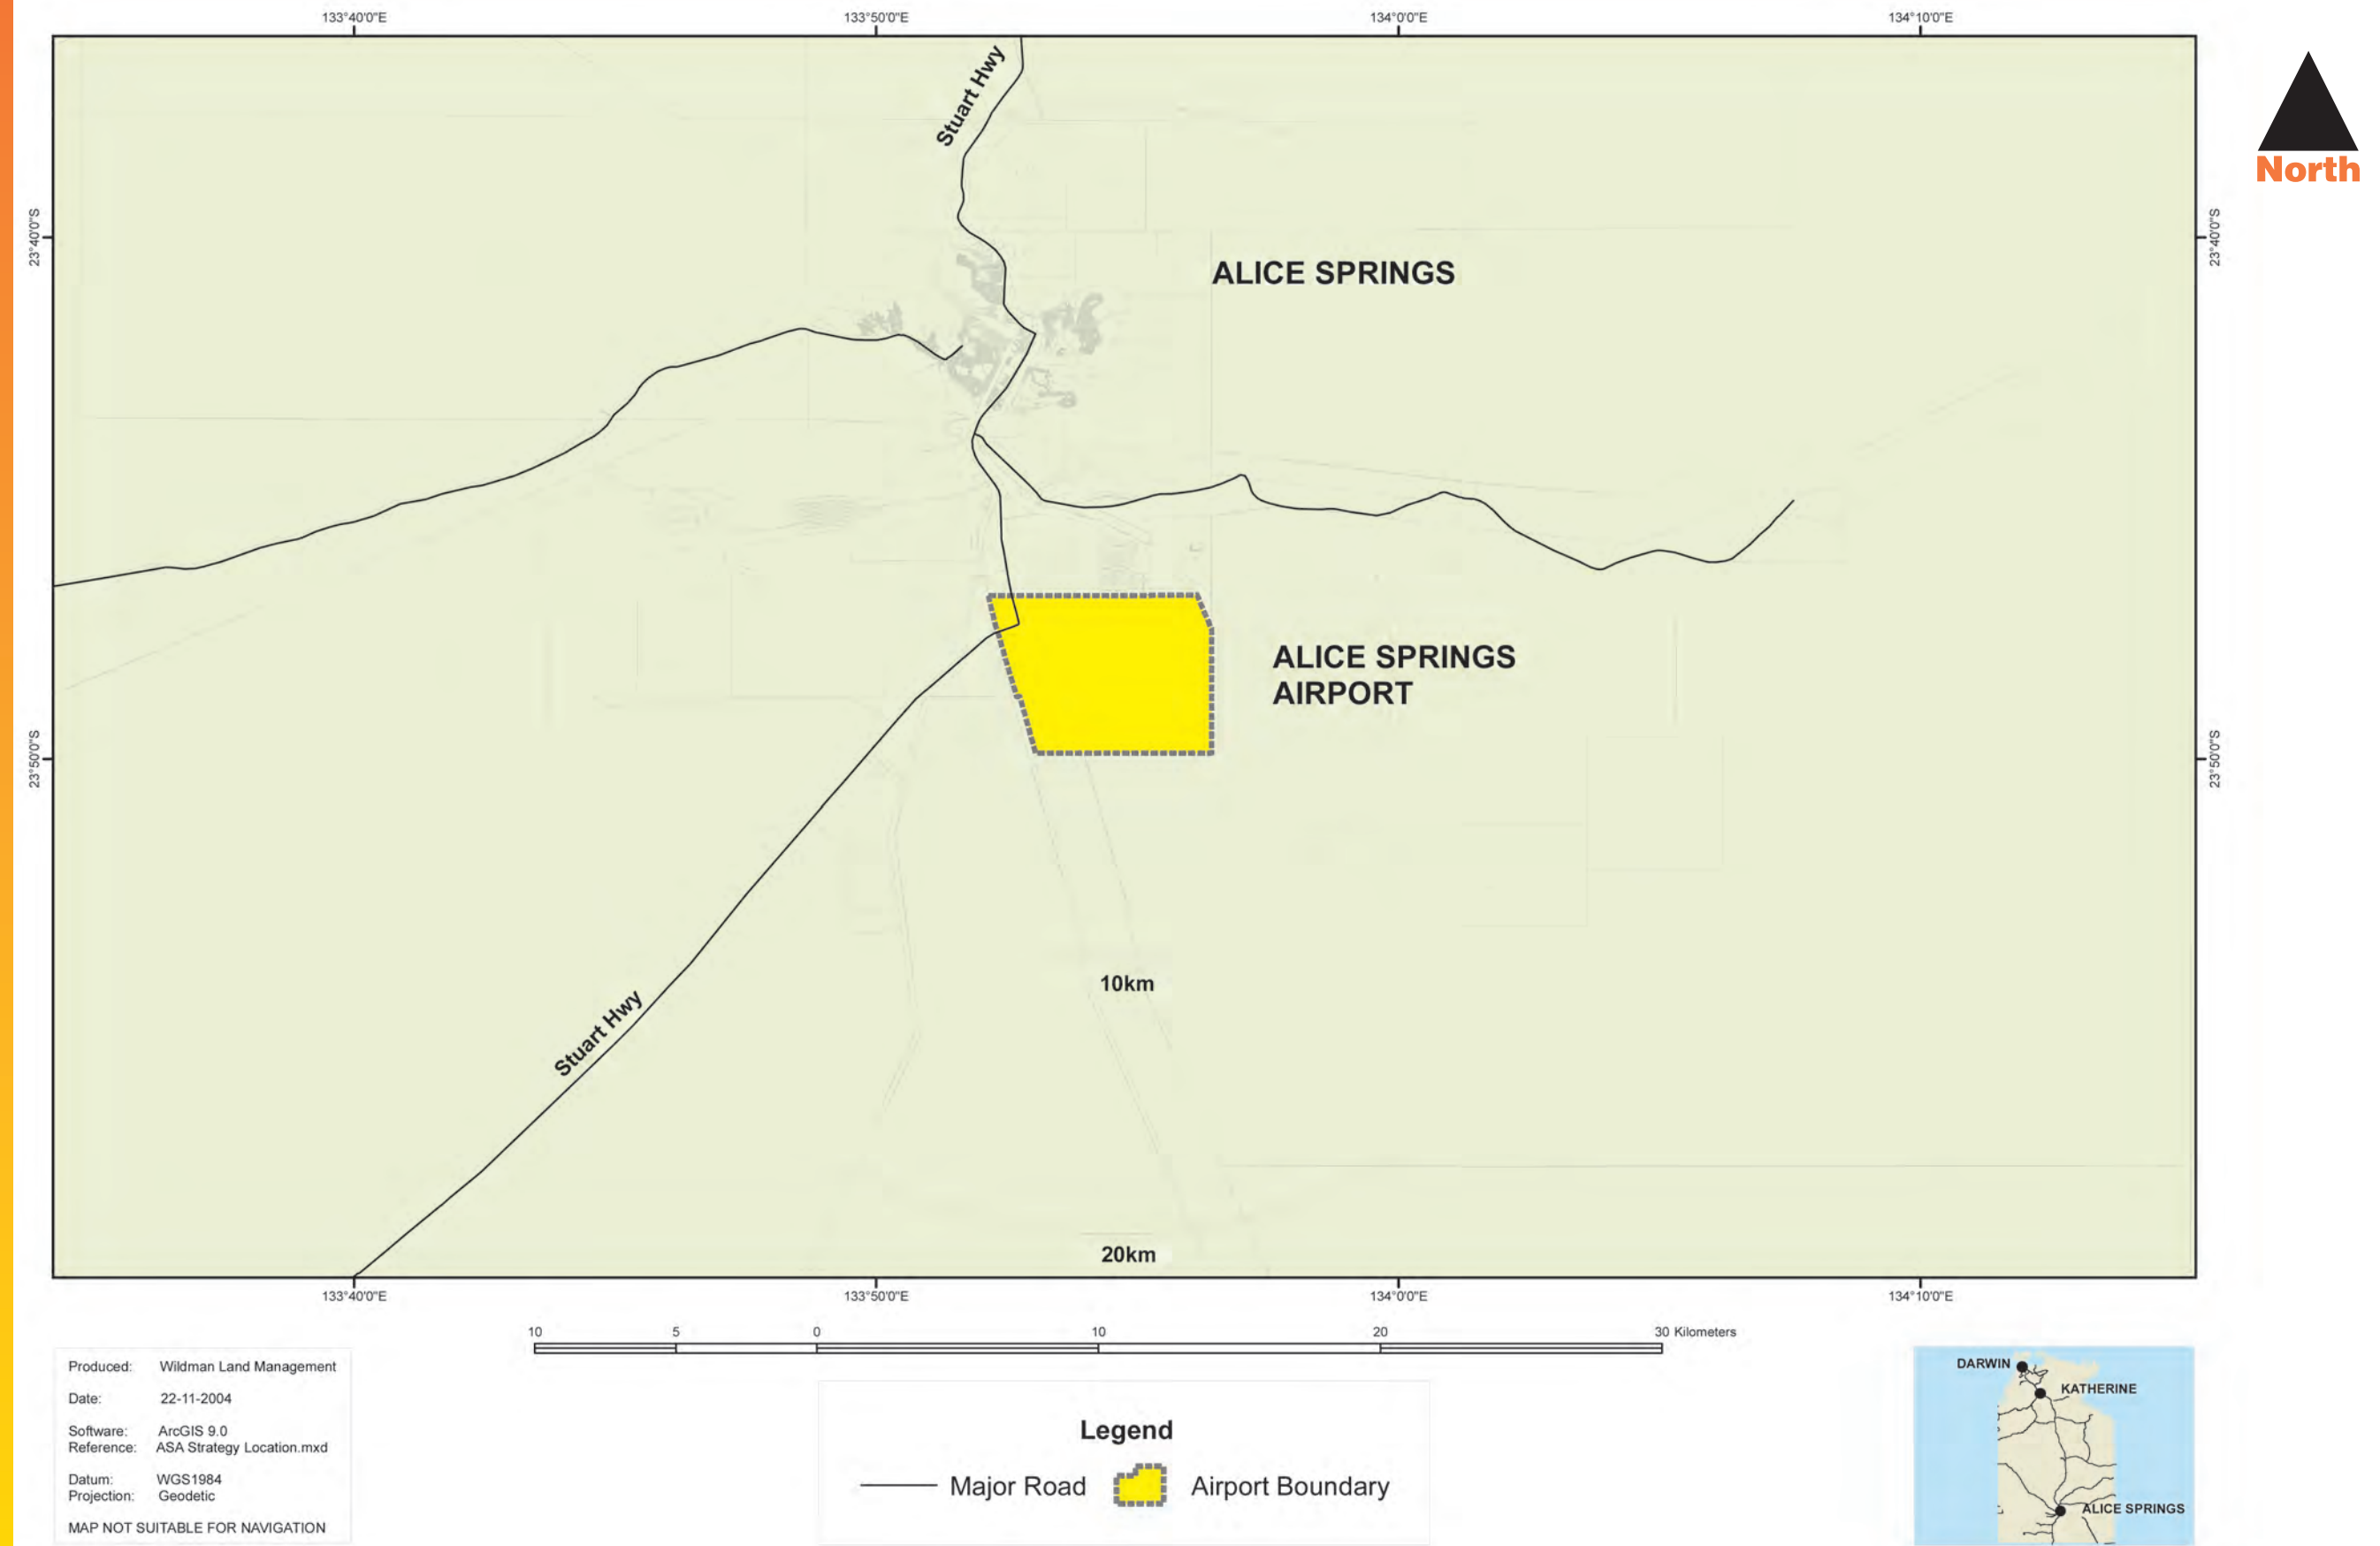 133°40'0"E
133°50'0"E
134°0'0"E
134°10'0"E
Stuart Hwy
North
23°40'0"S
23°40'0"S
ALICE SPRINGS
ALICE SPRINGS
AIRPORT
23°50'0"S
23°50'0"S
10km
Stuart Hwy
20km
133°40'0"E
133°50'0"E
134°0'0"E
134°10'0"E
10 5 0 10 20 30 Kilometers
Produced: Wildman Land Management
Date: 22-11-2004
Software: ArcGIS 9.0
Reference: ASA Strategy Location.mxd
Datum: WGS1984
Projection: Geodetic
MAP NOT SUITABLE FOR NAVIGATION
Legend
Major Road
Airport Boundary
DARWIN
KATHERINE
ALICE SPRINGS